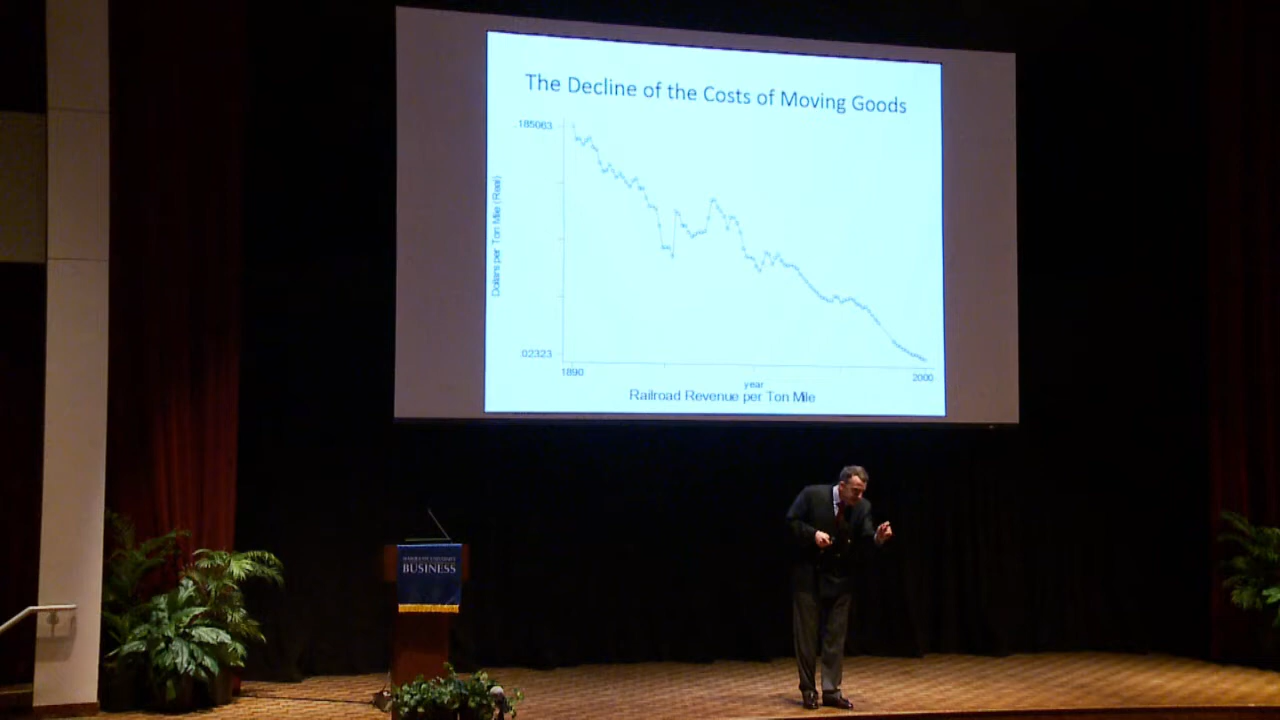 The Decline of the Costs of Moving Goods
.185063
Dollars per Ton Mile (Real)
.02323
1890
2000
year
Railroad Revenue per Ton Mile
BUSINESS